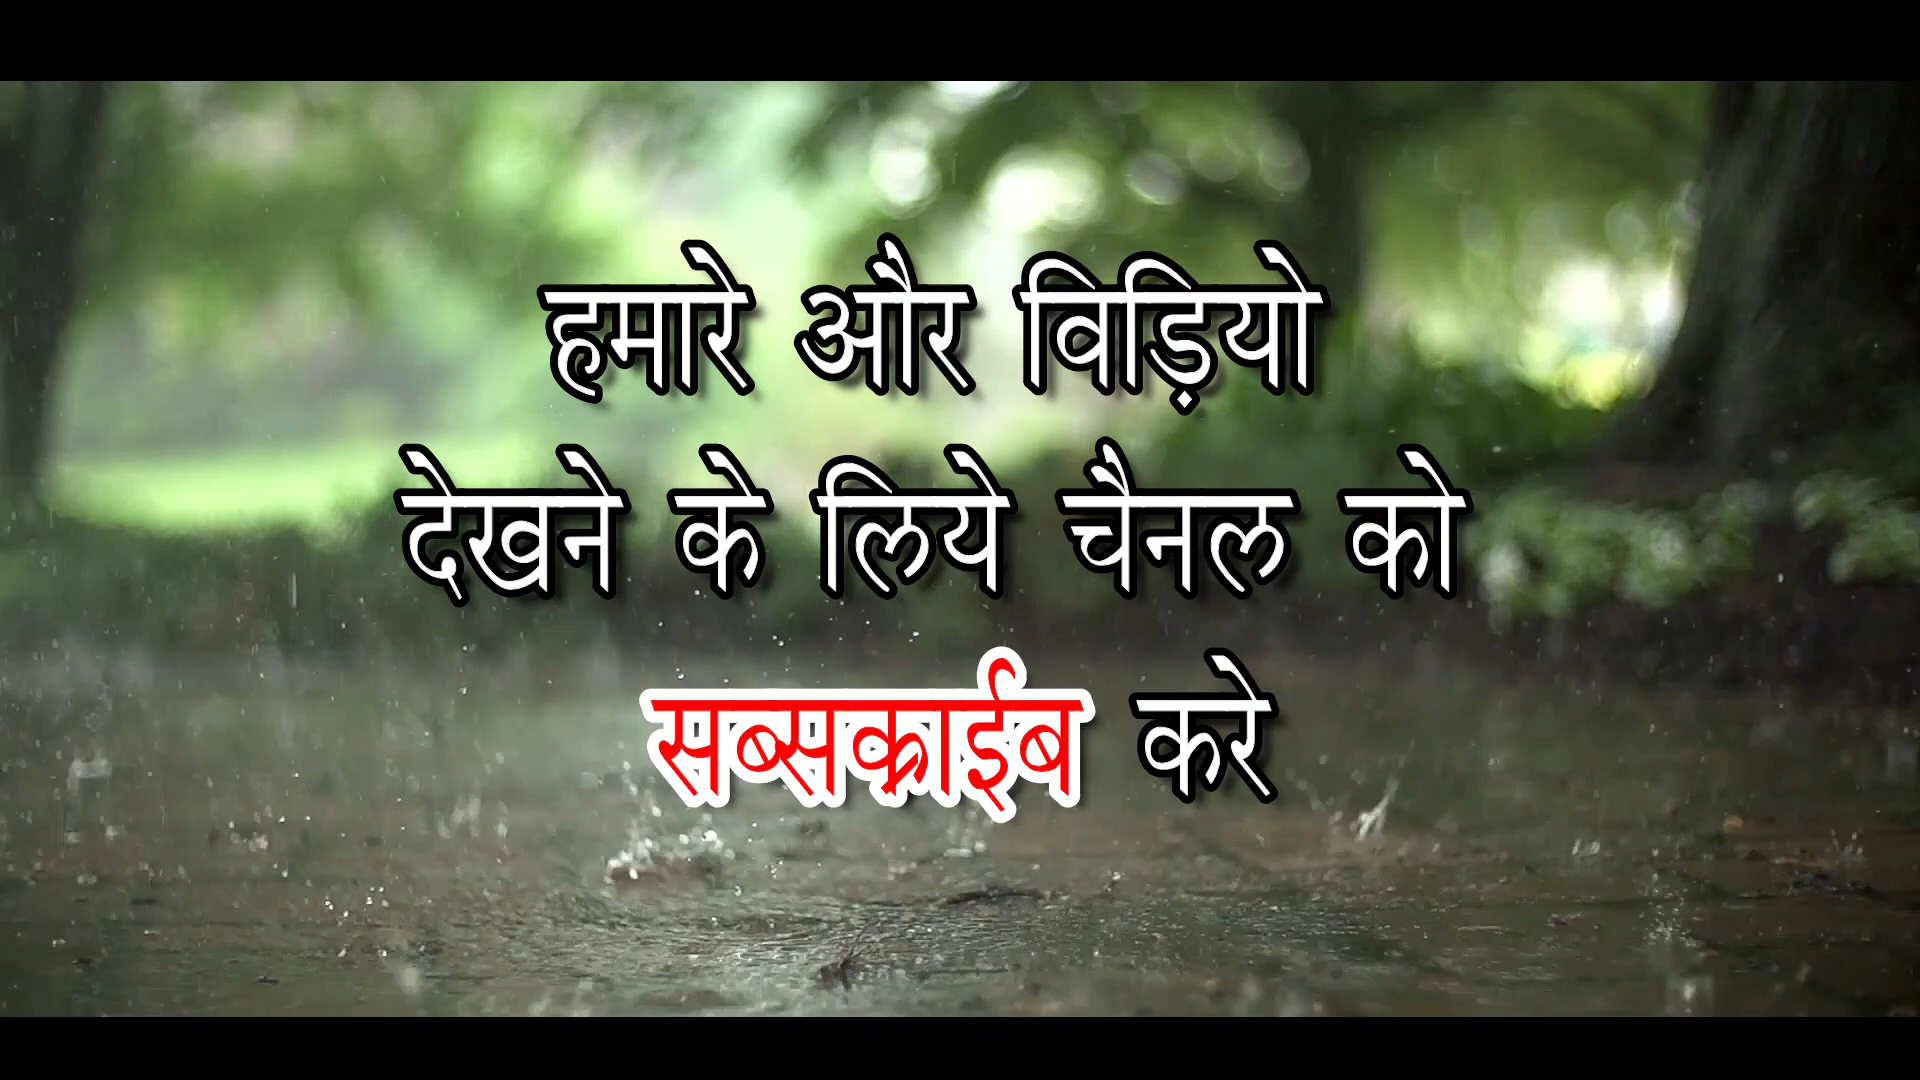 हमारे और विड़ियो
देखने के लिये चैनल को
सब्सक्राईब करे